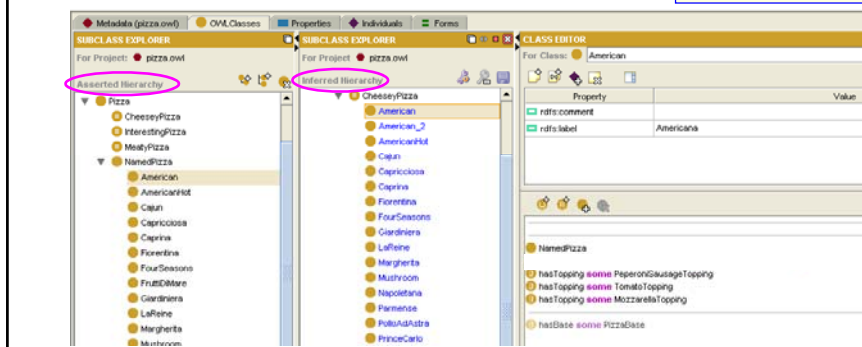 Metadata (pizza.owl) OWLClasses Properties Individuals Forms
SUBCLASS EXPLORER
For Project: pizza.owl
Asserted Hierarchy
Pizza
CheeseyPizza
InterestingPizza
MeatyPizza
NamedPizza
American
AmericanHot
Cajun
Capricciosa
Caprina
Fiorentina
FourSeasons
FruttiDiMare
Giardiniera
LaReine
Margherita
Mushroom
SUBCLASS EXPLORER
For Project pizza.owl
Inferred Hierarchy
CheeseyPizza
American
American_2
AmericanHot
Cajun
Capricciosa
Caprina
Fiorentina
FourSeasons
Giardiniera
LaReine
Margherita
Mushroom
Napoletana
Parmense
PolloAdAstra
PrinceCarlo
CLASS EDITOR
For Class: American
Property Value
rdfs:comment
rdfs:label Americana
NamedPizza
hasTopping some PeperoniSausageTopping
hasTopping some TomatoTopping
hasTopping some MozzarellaTopping
hasBase some PizzaBase